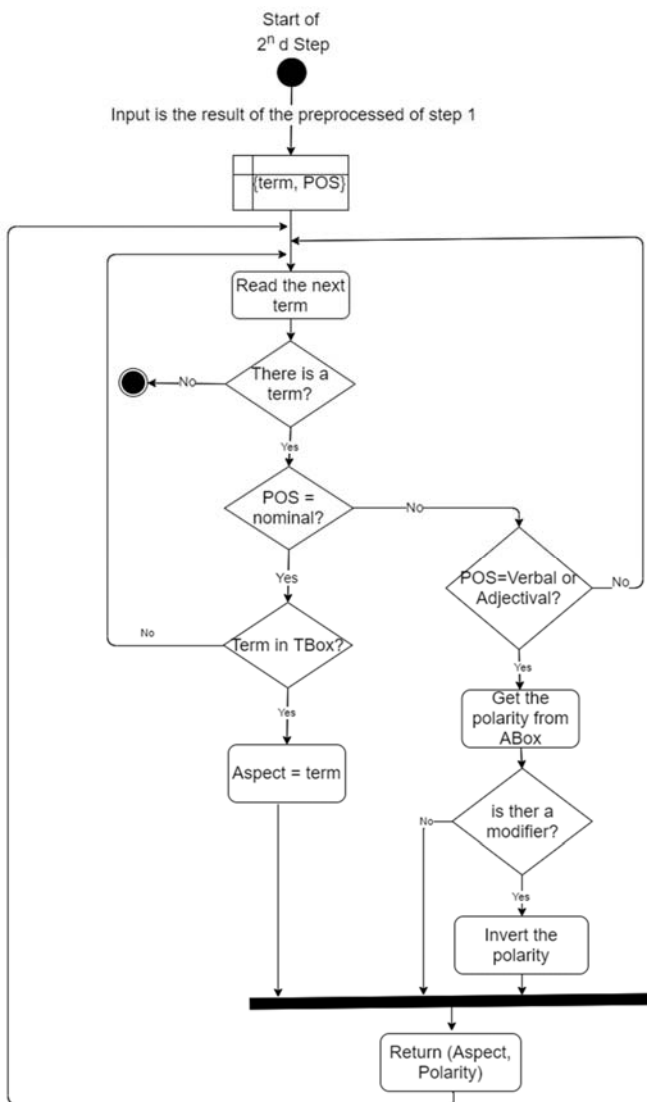 Start of
2ⁿ d Step
Input is the result of the preprocessed of step 1
{term, POS}
Read the next
term
There is a
term?
No
Yes
POS =
nominal?
No
Yes
POS=Verbal or
Adjectival?
No
Term in TBox?
No
Yes
Yes
Get the
polarity from
ABox
Aspect = term
is ther a
modifier?
No
Yes
Invert the
polarity
Return (Aspect,
Polarity)